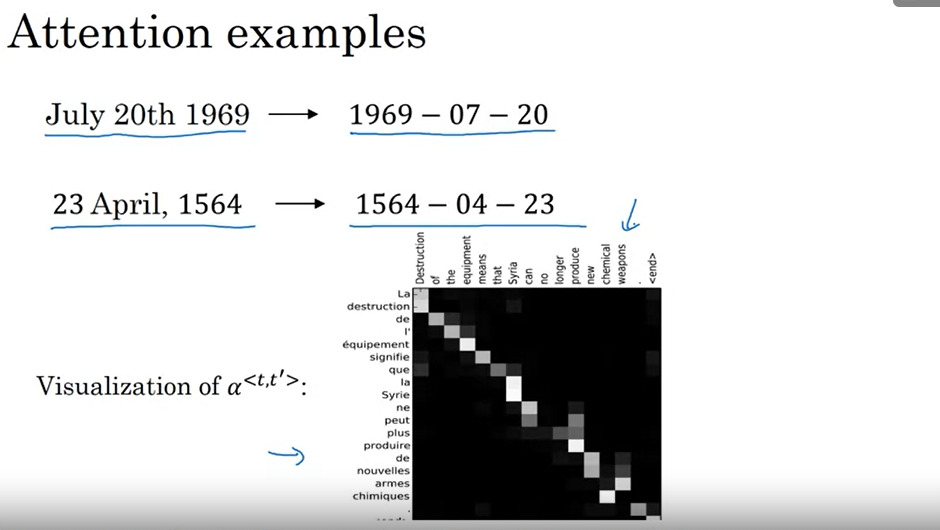 Attention examples
July 20th 1969 → 1969 − 07 − 20
23 April, 1564 → 1564 − 04 − 23
Destruction
of
the
equipment
means
that
Syria
can
no
longer
produce
new
chemical
weapons
.
<end>
La
destruction
de
l'
équipement
signifie
que
la
Syrie
ne
peut
plus
produire
de
nouvelles
armes
chimiques
.
Visualization of α<t,t′>: